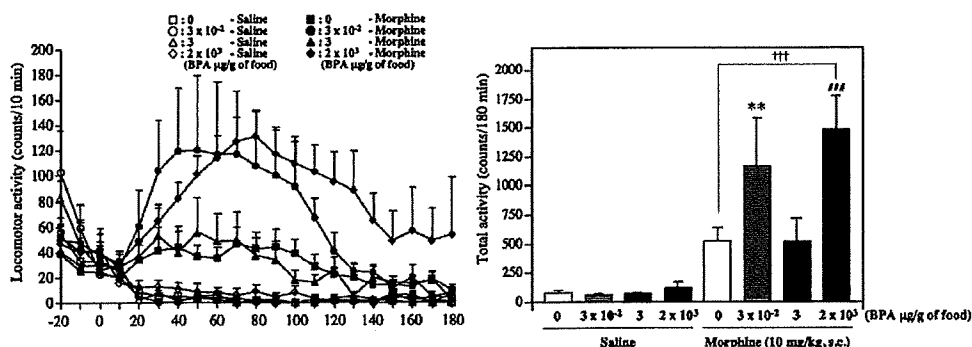 □ : 0 - Saline
○ : 3 x 10⁻² - Saline
△ : 3 - Saline
◇ : 2 x 10³ - Saline
(BPA µg/g of food)
■ : 0 - Morphine
● : 3 x 10⁻² - Morphine
▲ : 3 - Morphine
◆ : 2 x 10³ - Morphine
(BPA µg/g of food)
Locomotor activity (counts/10 min)
200
180
160
140
120
100
80
60
40
20
0
-20 0 20 40 60 80 100 120 140 160 180
Total activity (counts/180 min)
2000
1750
1500
1250
1000
750
500
250
0
†††
**
###
0 3 x 10⁻² 3 2 x 10³ 0 3 x 10⁻² 3 2 x 10³ (BPA µg/g of food)
Saline Morphine (10 mg/kg, s.c.)